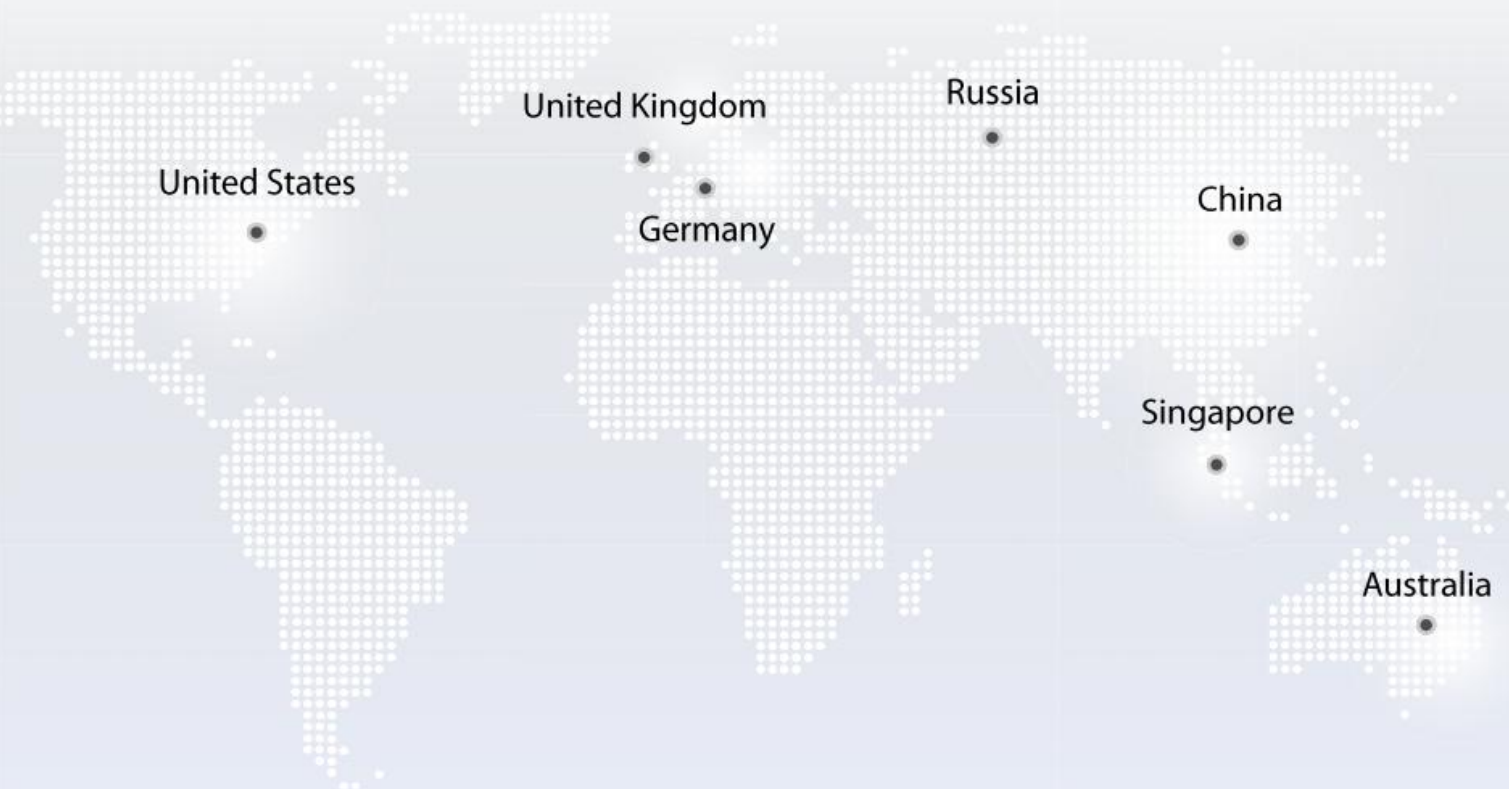 Russia
United Kingdom
United States
China
Germany
Singapore
Australia